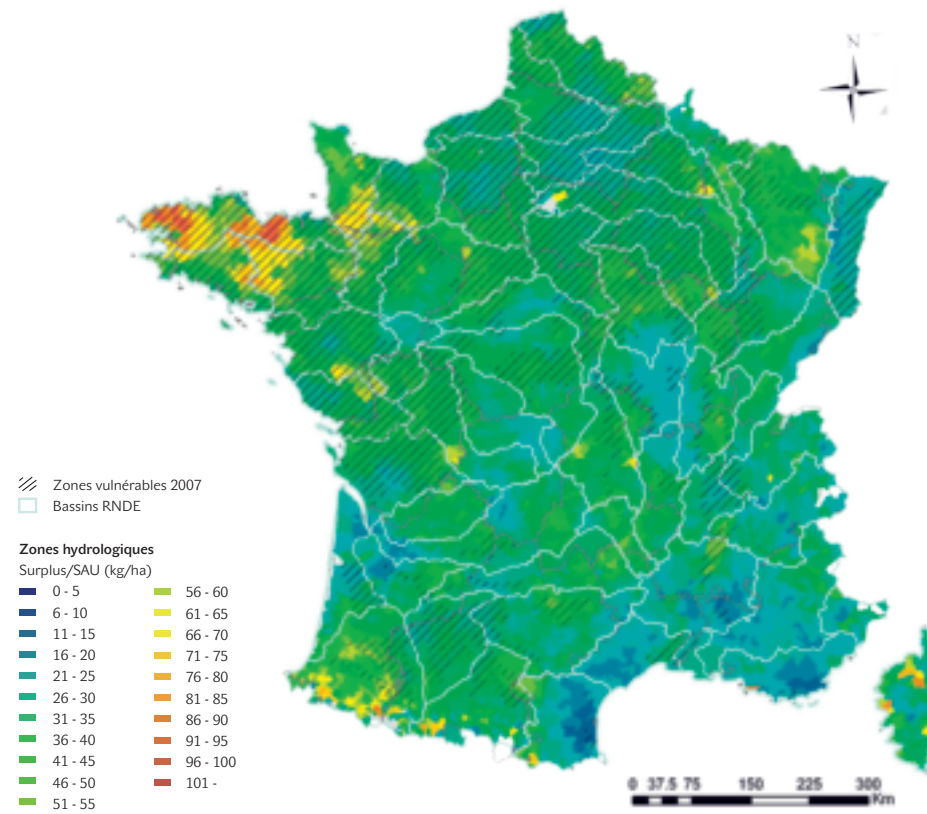 N
Zones vulnérables 2007
Bassins RNDE
Zones hydrologiques
Surplus/SAU (kg/ha)
0 - 5
6 - 10
11 - 15
16 - 20
21 - 25
26 - 30
31 - 35
36 - 40
41 - 45
46 - 50
51 - 55
56 - 60
61 - 65
66 - 70
71 - 75
76 - 80
81 - 85
86 - 90
91 - 95
96 - 100
101 -
0 37.5 75 150 225 300
Km